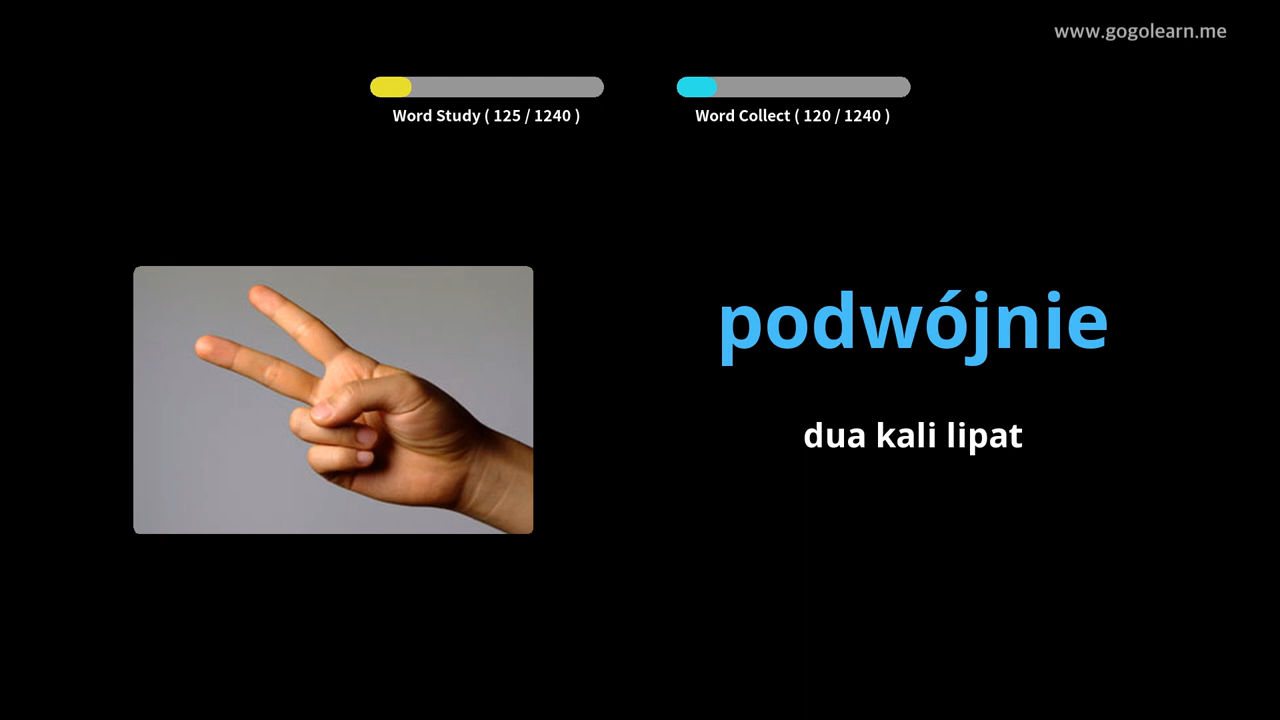 www.gogolearn.me
Word Study ( 125 / 1240 )
Word Collect ( 120 / 1240 )
podwójnie
dua kali lipat